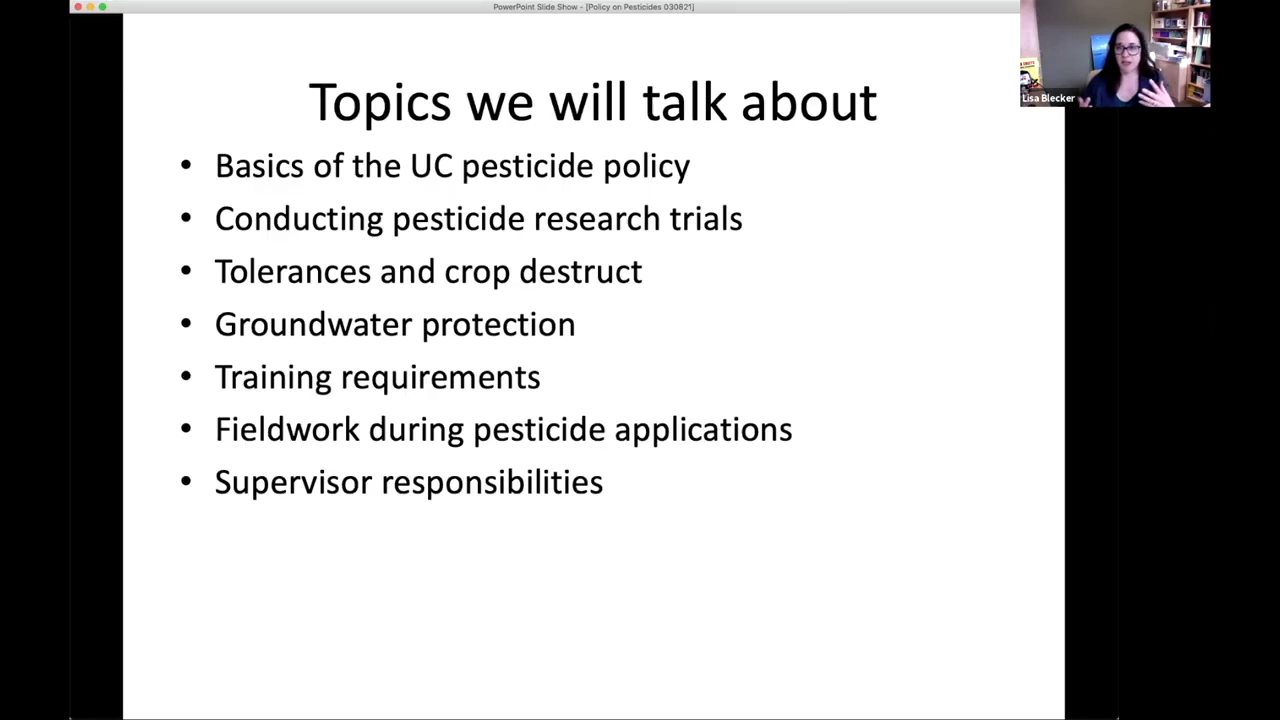 PowerPoint Slide Show - [Policy on Pesticides 030821]
Lisa Blecker
Topics we will talk about
• Basics of the UC pesticide policy
• Conducting pesticide research trials
• Tolerances and crop destruct
• Groundwater protection
• Training requirements
• Fieldwork during pesticide applications
• Supervisor responsibilities